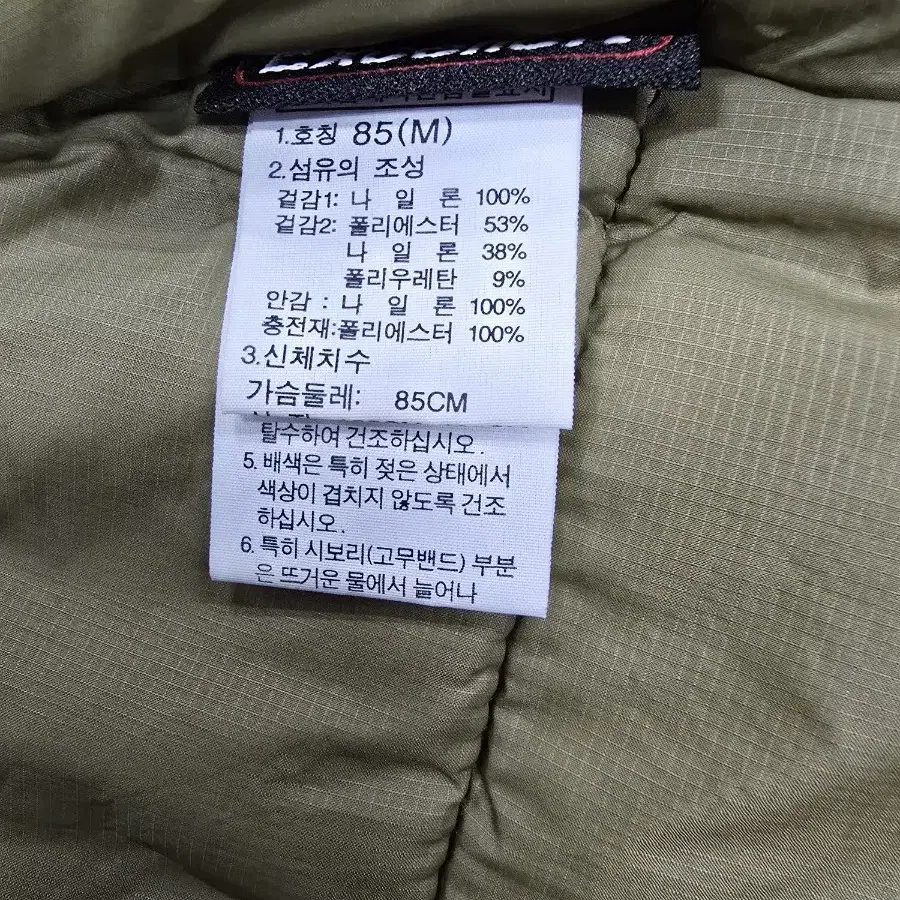 1.호칭 85(M)
2.섬유의 조성
겉감1: 나 일 론 100%
겉감2: 폴리에스터 53%
나 일 론 38%
폴리우레탄 9%
안감 : 나 일 론 100%
충전재:폴리에스터 100%
3.신체치수
가슴둘레: 85CM
탈수하여 건조하십시오.
5. 배색은 특히 젖은 상태에서
색상이 겹치지 않도록 건조
하십시오.
6. 특히 시보리(고무밴드) 부분
은 뜨거운 물에서 늘어나